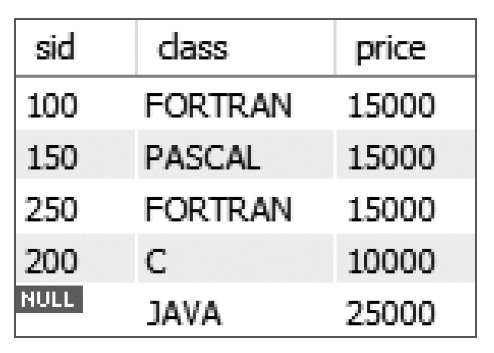 sid class price
100 FORTRAN 15000
150 PASCAL 15000
250 FORTRAN 15000
200 C 10000
NULL JAVA 25000